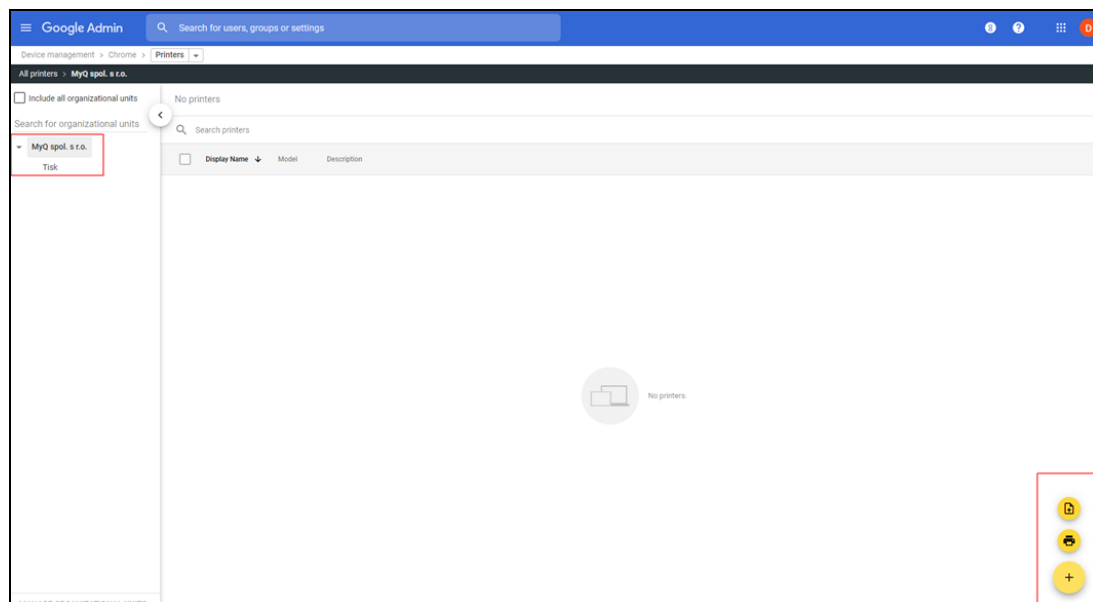 Google Admin
Search for users, groups or settings
8 ? D
Device management > Chrome > Printers
All printers > MyQ spol. s r.o.
Include all organizational units
No printers
Search for organizational units
Search printers
MyQ spol. s r.o.
Display Name Model Description
Tisk
No printers.